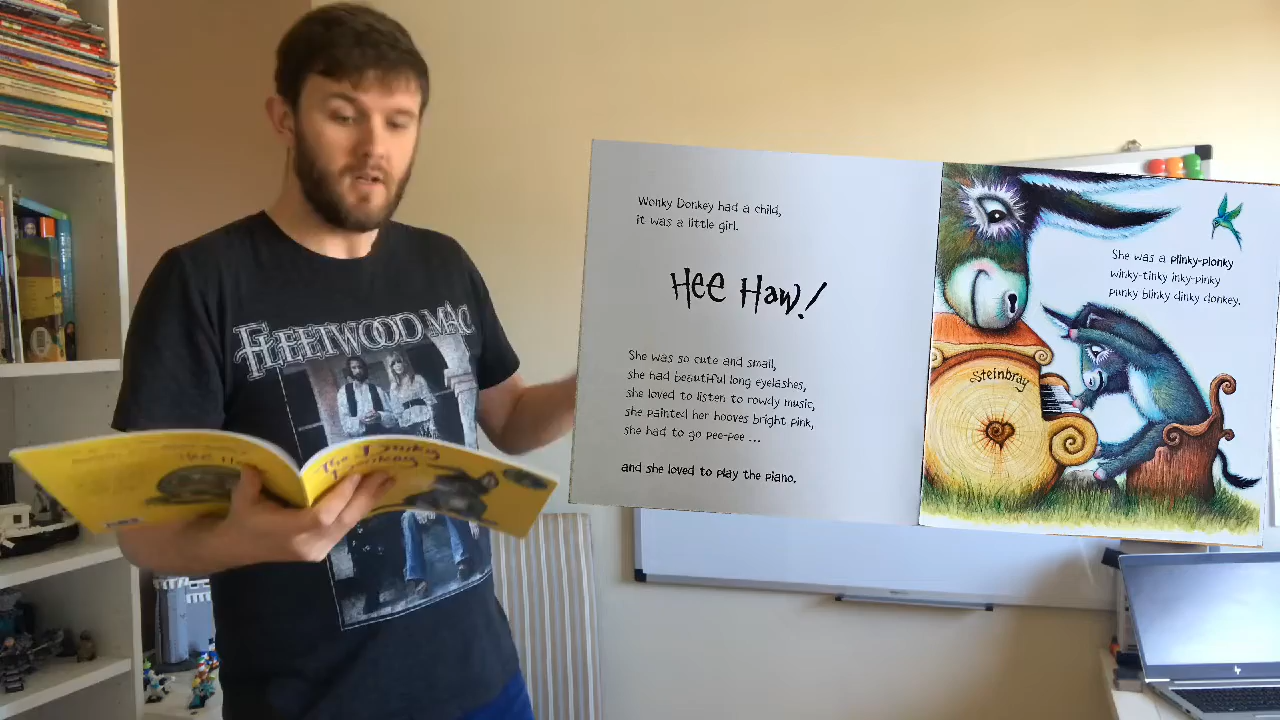 FLEETWOOD MAC
The Dinky
Donkey
Wonky Donkey had a child,
it was a little girl.
Hee Haw!
She was so cute and small,
she had beautiful long eyelashes,
she loved to listen to rowdy music,
she painted her hooves bright pink,
she had to go pee-pee ...
and she loved to play the piano.
She was a plinky-plonky
winky-tinky inky-pinky
punky blinky dinky donkey.
Steinbray
hp